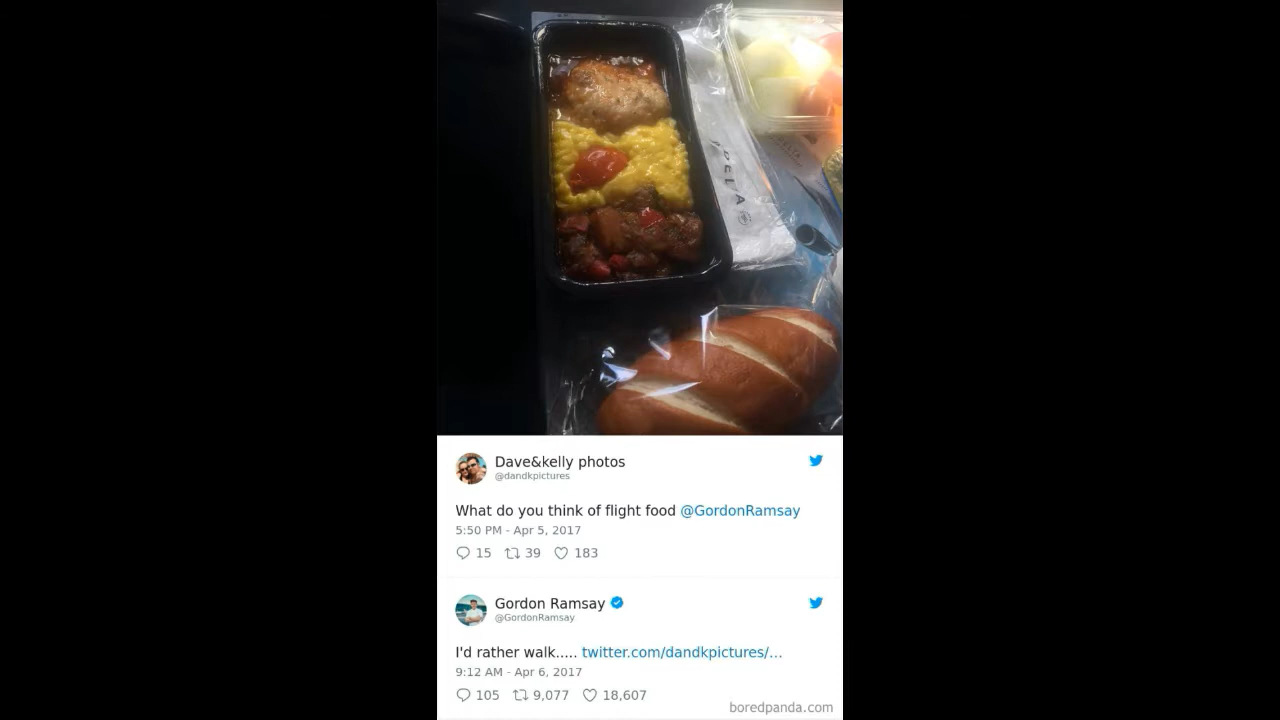 DELTA
Dave&kelly photos
@dandkpictures
What do you think of flight food @GordonRamsay
5:50 PM - Apr 5, 2017
15 39 183
Gordon Ramsay
@GordonRamsay
I'd rather walk..... twitter.com/dandkpictures/...
9:12 AM - Apr 6, 2017
105 9,077 18,607
boredpanda.com